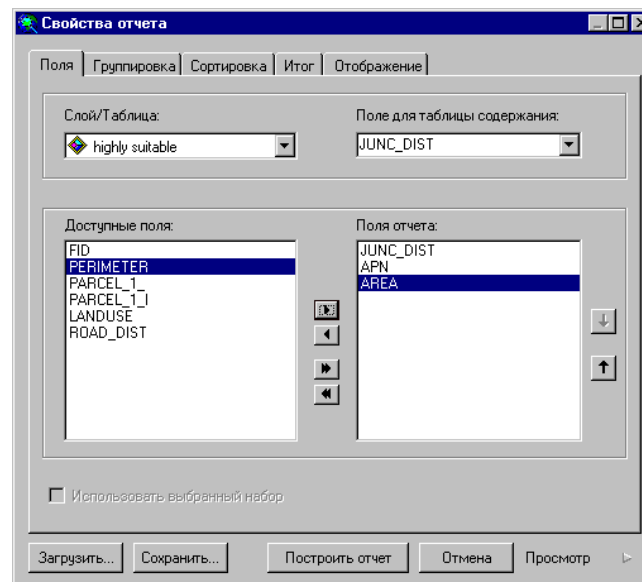 Свойства отчета
Поля Группировка Сортировка Итог Отображение
Слой/Таблица: Поле для таблицы содержания:
highly suitable JUNC_DIST
Доступные поля: Поля отчета:
FID JUNC_DIST
PERIMETER APN
PARCEL_1_ AREA
PARCEL_1_I
LANDUSE
ROAD_DIST
Использовать выбранный набор
Загрузить... Сохранить... Построить отчет Отмена Просмотр